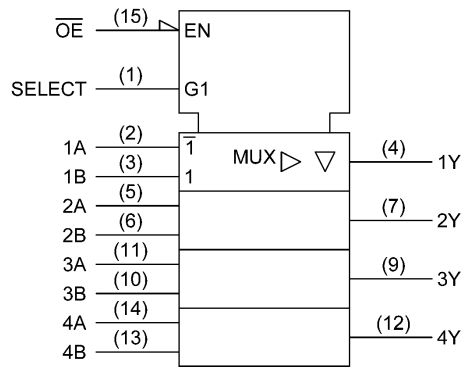 O̅E̅ (15) EN
SELECT (1) G1
1A (2) 1̅ MUX (4) 1Y
1B (3) 1
2A (5) (7) 2Y
2B (6)
3A (11) (9) 3Y
3B (10)
4A (14) (12) 4Y
4B (13)